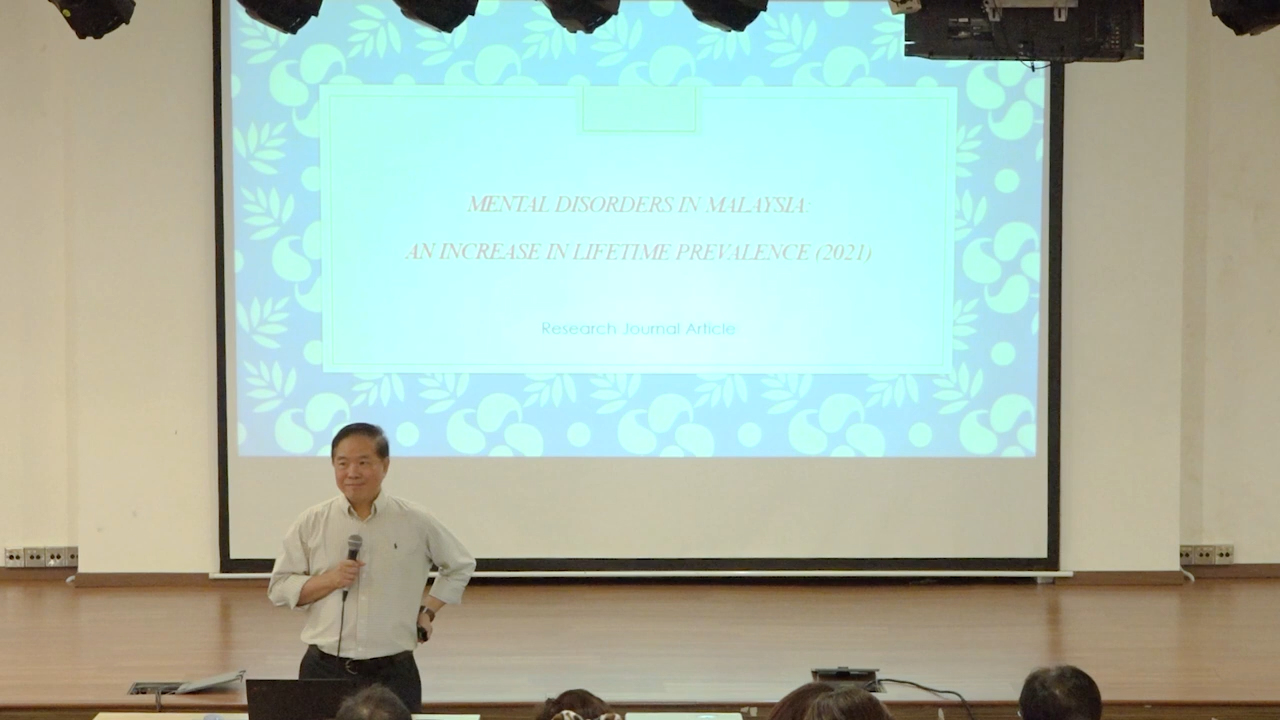 MENTAL DISORDERS IN MALAYSIA:
AN INCREASE IN LIFETIME PREVALENCE (2021)
Research Journal Article